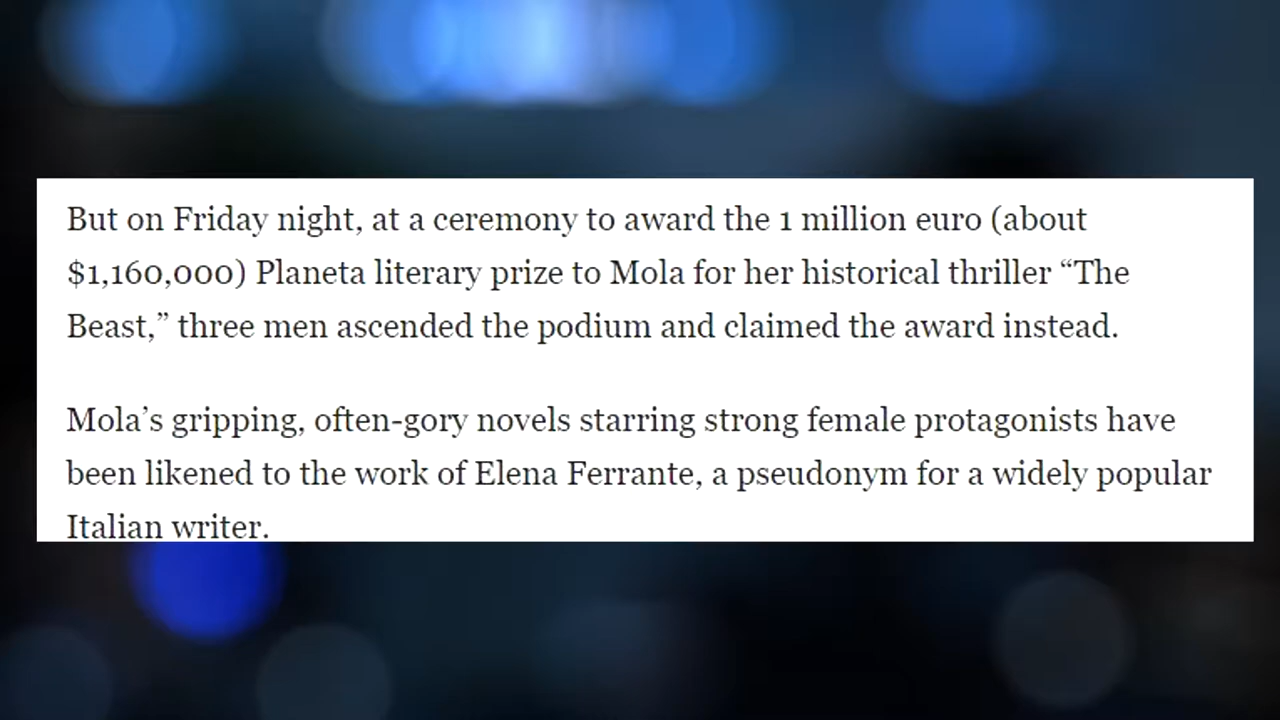 But on Friday night, at a ceremony to award the 1 million euro (about
$1,160,000) Planeta literary prize to Mola for her historical thriller “The
Beast,” three men ascended the podium and claimed the award instead.
Mola’s gripping, often-gory novels starring strong female protagonists have
been likened to the work of Elena Ferrante, a pseudonym for a widely popular
Italian writer.